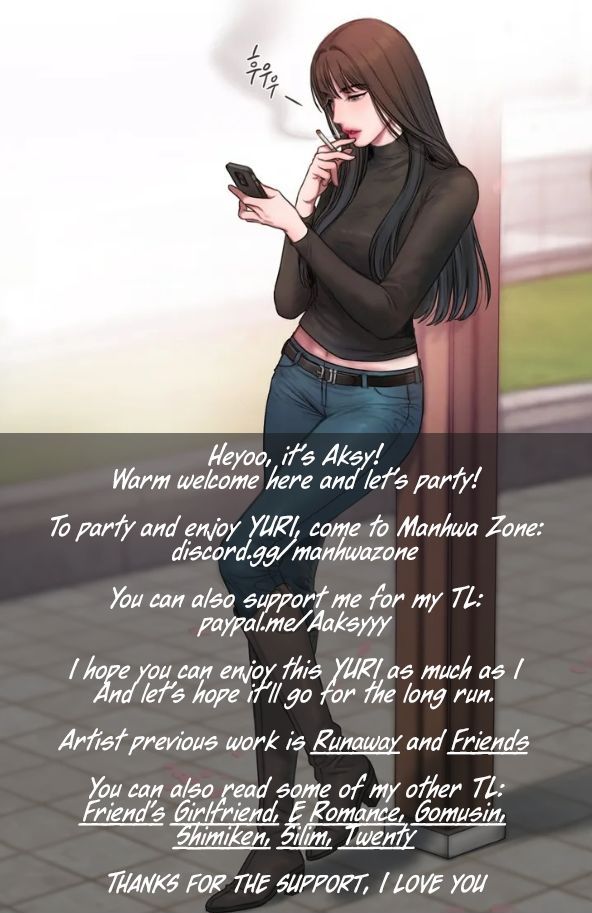 후우우
Heyoo, it's Aksy!
Warm welcome here and let's party!
To party and enjoy YURI, come to Manhwa Zone:
discord.gg/manhwazone
You can also support me for my TL:
paypal.me/Aaksyyy
I hope you can enjoy this YURI as much as I
And let's hope it'll go for the long run.
Artist previous work is Runaway and Friends
You can also read some of my other TL:
Friend's Girlfriend, E Romance, Gomusin,
Shimiken, Silim, Twenty
THANKS FOR THE SUPPORT, I LOVE YOU